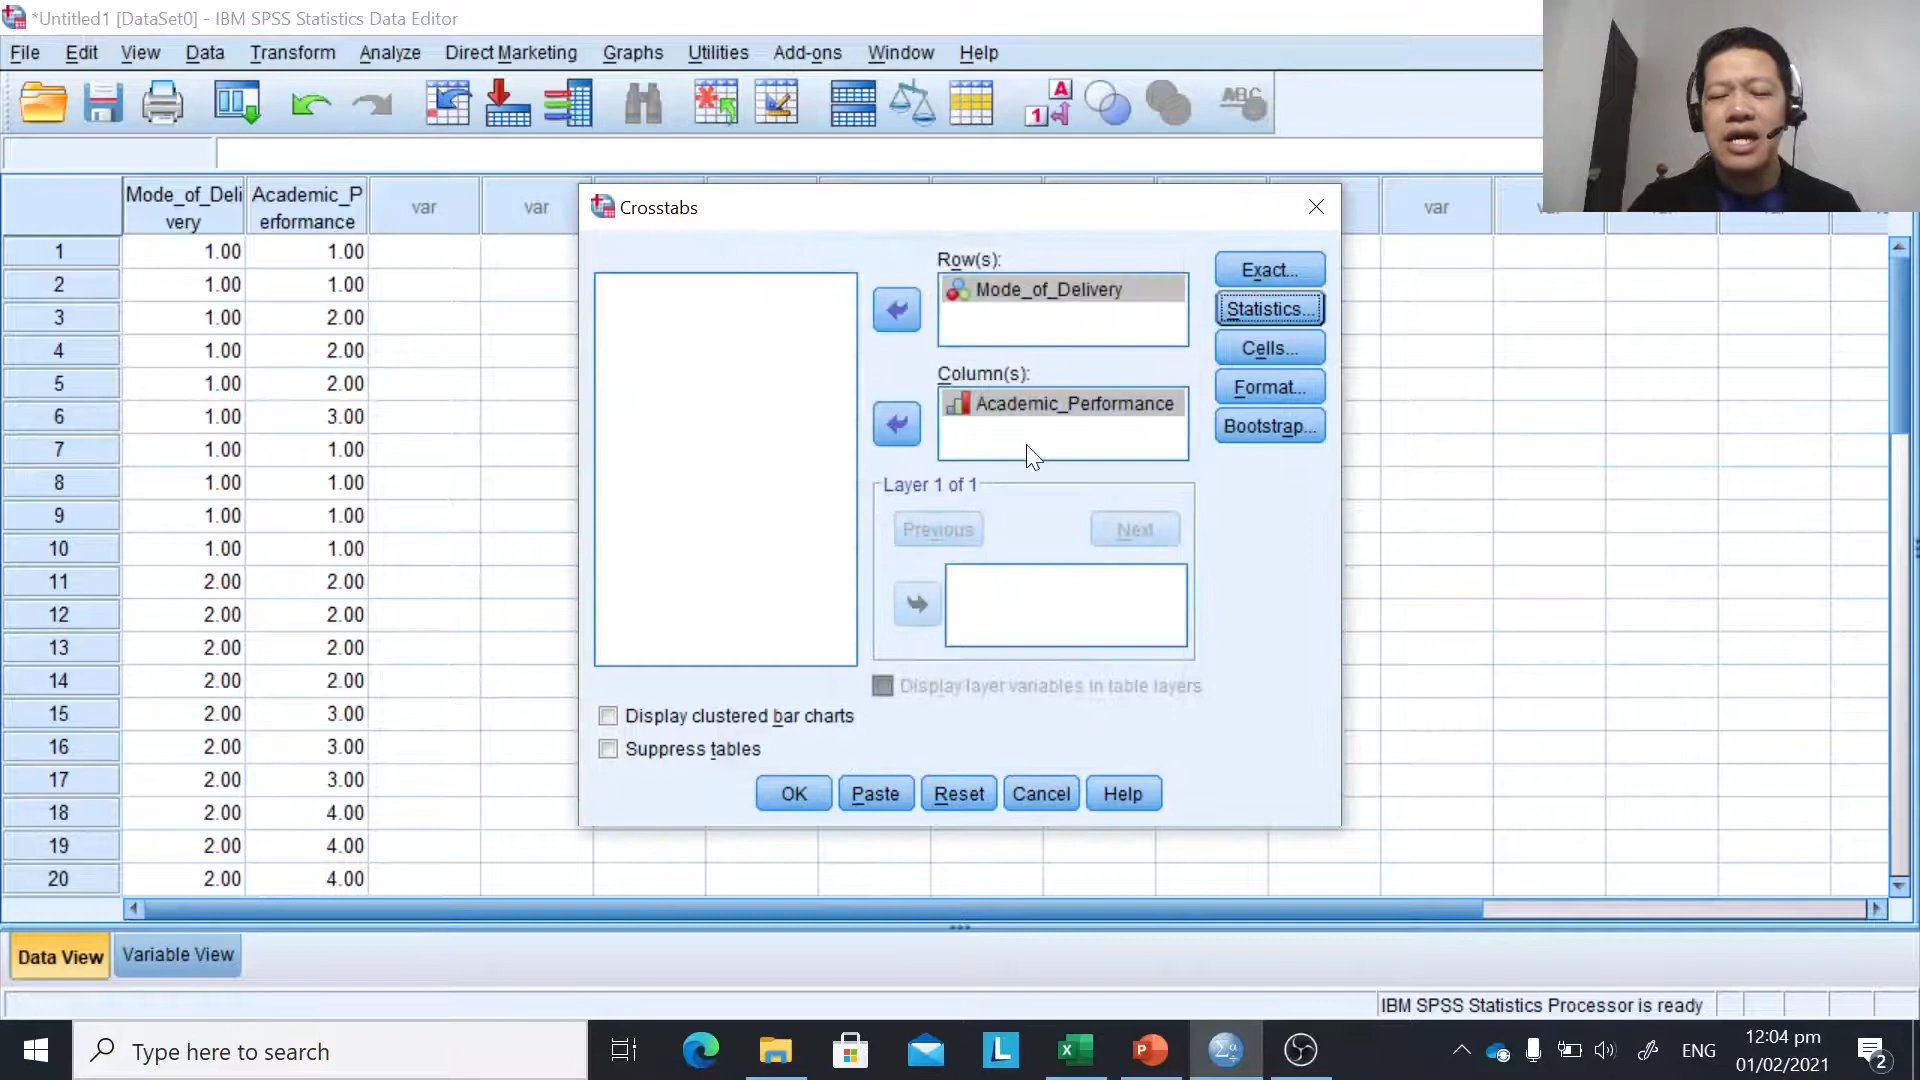 *Untitled1 [DataSet0] - IBM SPSS Statistics Data Editor
File Edit View Data Transform Analyze Direct Marketing Graphs Utilities Add-ons Window Help
1 A ABC
Mode_of_Deli
very
Academic_P
erformance
var
var
var
1 1.00 1.00
2 1.00 1.00
3 1.00 2.00
4 1.00 2.00
5 1.00 2.00
6 1.00 3.00
7 1.00 1.00
8 1.00 1.00
9 1.00 1.00
10 1.00 1.00
11 2.00 2.00
12 2.00 2.00
13 2.00 2.00
14 2.00 2.00
15 2.00 3.00
16 2.00 3.00
17 2.00 3.00
18 2.00 4.00
19 2.00 4.00
20 2.00 4.00
Crosstabs
Row(s):
Mode_of_Delivery
Column(s):
Academic_Performance
Exact...
Statistics...
Cells...
Format...
Bootstrap...
Layer 1 of 1
Previous Next
Display layer variables in table layers
Display clustered bar charts
Suppress tables
OK Paste Reset Cancel Help
Data View Variable View
IBM SPSS Statistics Processor is ready
Type here to search
L
ENG
12:04 pm
01/02/2021
2